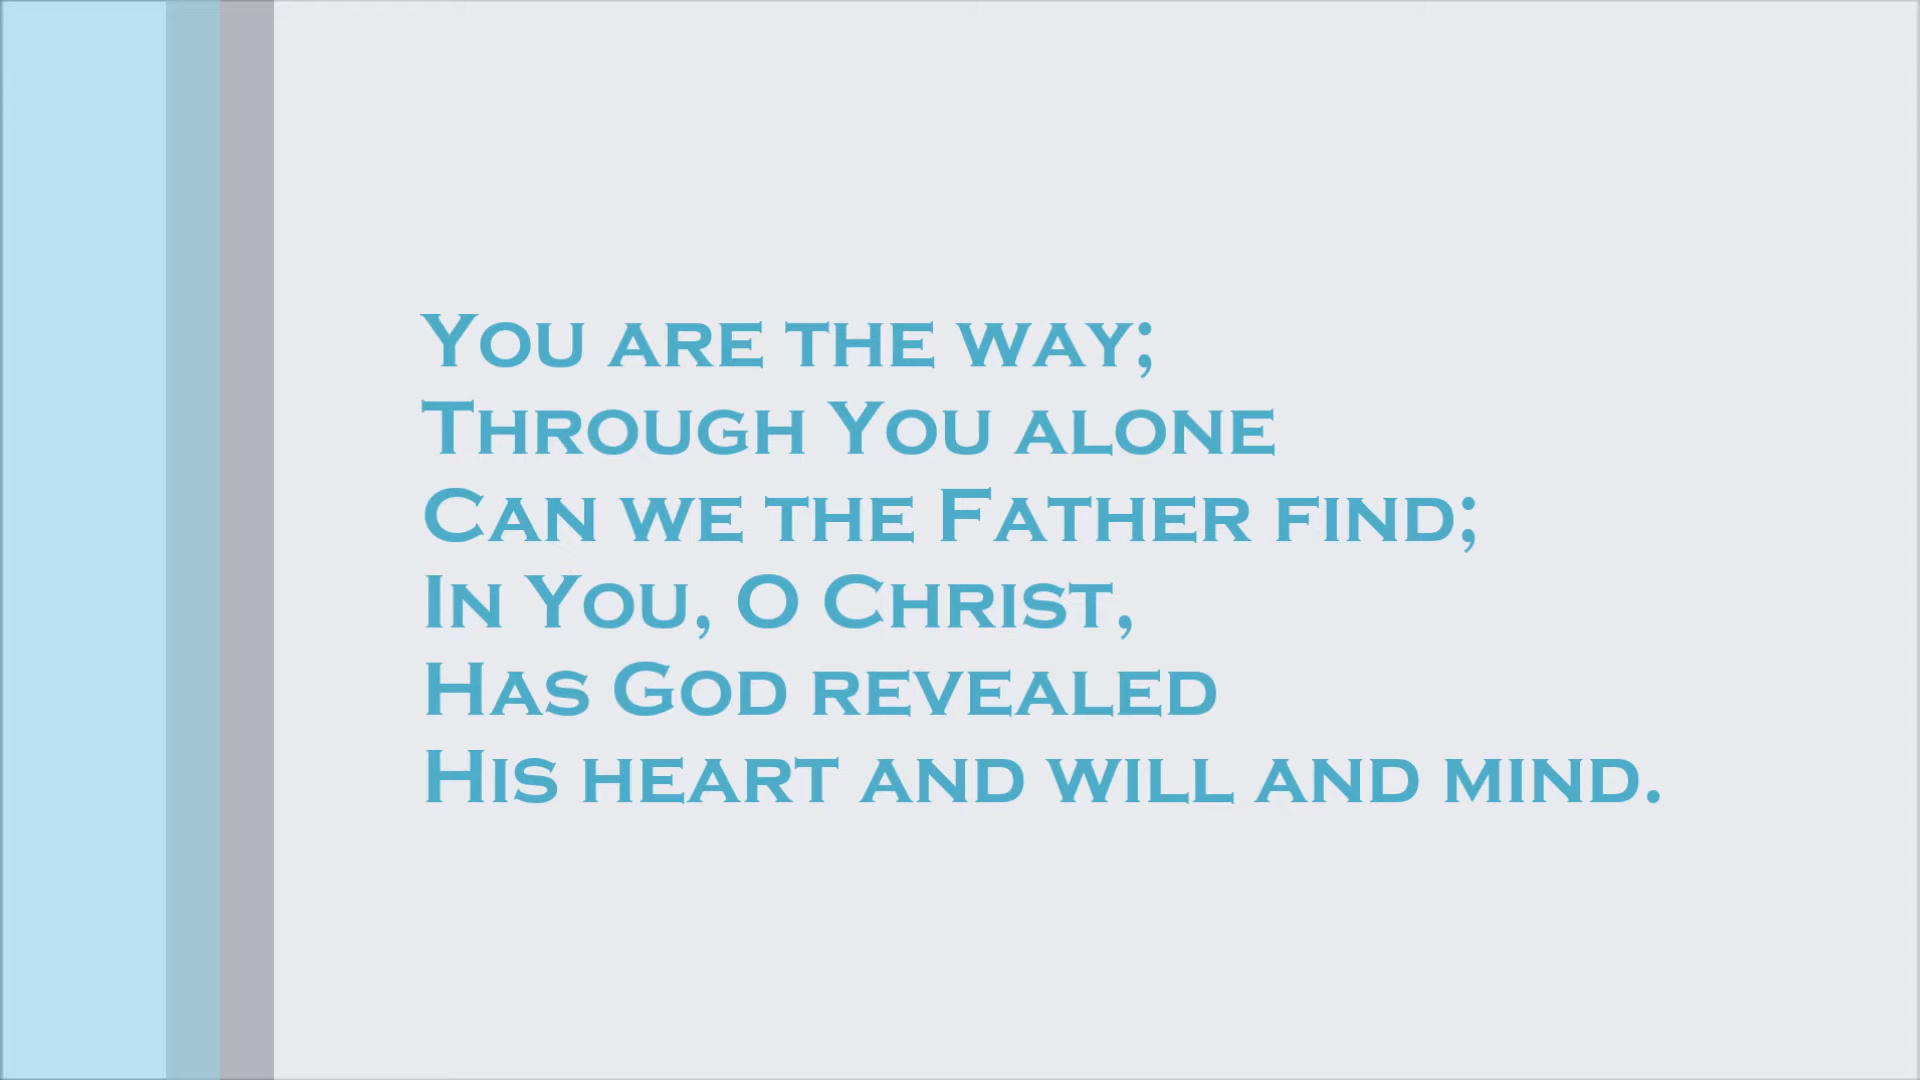 You are the way;
Through You alone
Can we the Father find;
In You, O Christ,
Has God revealed
His heart and will and mind.